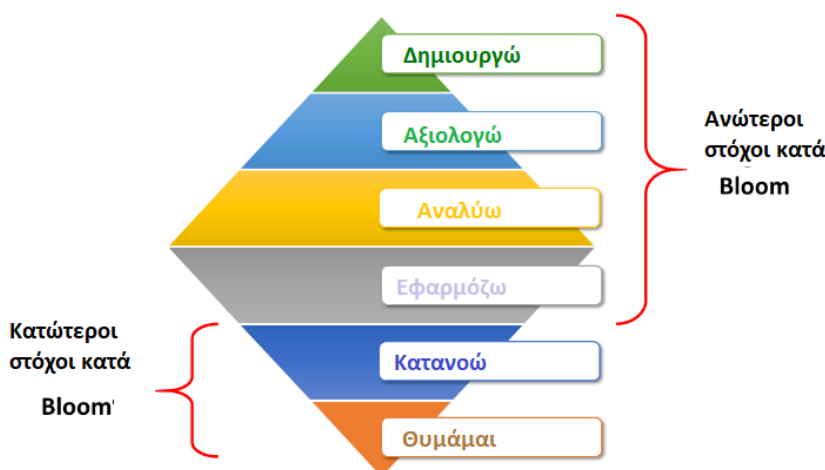 Δημιουργώ
Αξιολογώ
Αναλύω
Εφαρμόζω
Κατανοώ
Θυμάμαι
Ανώτεροι
στόχοι κατά
Bloom
Κατώτεροι
στόχοι κατά
Bloom